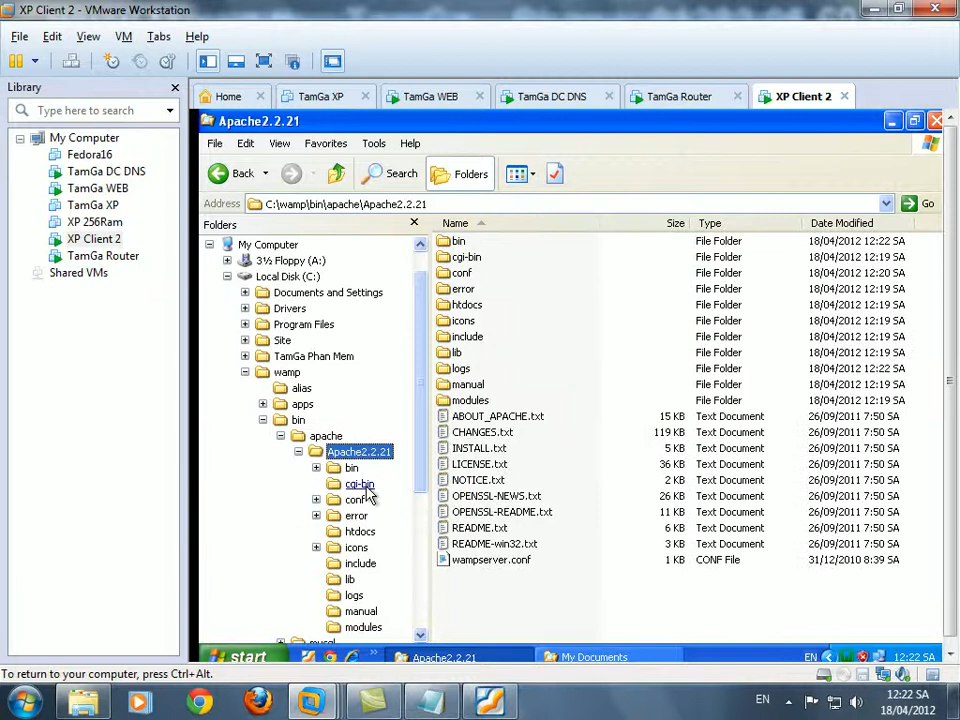 XP Client 2 - VMware Workstation
File Edit View VM Tabs Help
Library
Type here to search
My Computer
Fedora16
TamGa DC DNS
TamGa WEB
TamGa XP
XP 256Ram
XP Client 2
TamGa Router
Shared VMs
Home TamGa XP TamGa WEB TamGa DC DNS TamGa Router XP Client 2
Apache2.2.21
File Edit View Favorites Tools Help
Back Search Folders
Address C:\wamp\bin\apache\Apache2.2.21 Go
Folders
My Computer
3½ Floppy (A:)
Local Disk (C:)
Documents and Settings
Drivers
Program Files
Site
TamGa Phan Mem
wamp
alias
apps
bin
apache
Apache2.2.21
bin
cgi-bin
conf
error
htdocs
icons
include
lib
logs
manual
modules
Name Size Type Date Modified
bin File Folder 18/04/2012 12:22 SA
cgi-bin File Folder 18/04/2012 12:19 SA
conf File Folder 18/04/2012 12:20 SA
error File Folder 18/04/2012 12:19 SA
htdocs File Folder 18/04/2012 12:19 SA
icons File Folder 18/04/2012 12:19 SA
include File Folder 18/04/2012 12:19 SA
lib File Folder 18/04/2012 12:19 SA
logs File Folder 18/04/2012 12:22 SA
manual File Folder 18/04/2012 12:19 SA
modules File Folder 18/04/2012 12:19 SA
ABOUT_APACHE.txt 15 KB Text Document 26/09/2011 7:50 SA
CHANGES.txt 119 KB Text Document 26/09/2011 7:50 SA
INSTALL.txt 5 KB Text Document 26/09/2011 7:50 SA
LICENSE.txt 36 KB Text Document 26/09/2011 7:50 SA
NOTICE.txt 2 KB Text Document 26/09/2011 7:50 SA
OPENSSL-NEWS.txt 26 KB Text Document 26/09/2011 7:50 SA
OPENSSL-README.txt 11 KB Text Document 26/09/2011 7:50 SA
README.txt 6 KB Text Document 26/09/2011 7:50 SA
README-win32.txt 3 KB Text Document 26/09/2011 7:50 SA
wampserver.conf 1 KB CONF File 31/12/2010 8:39 SA
start Apache2.2.21 My Documents EN 12:22 SA
To return to your computer, press Ctrl+Alt.
EN
12:22 SA
18/04/2012